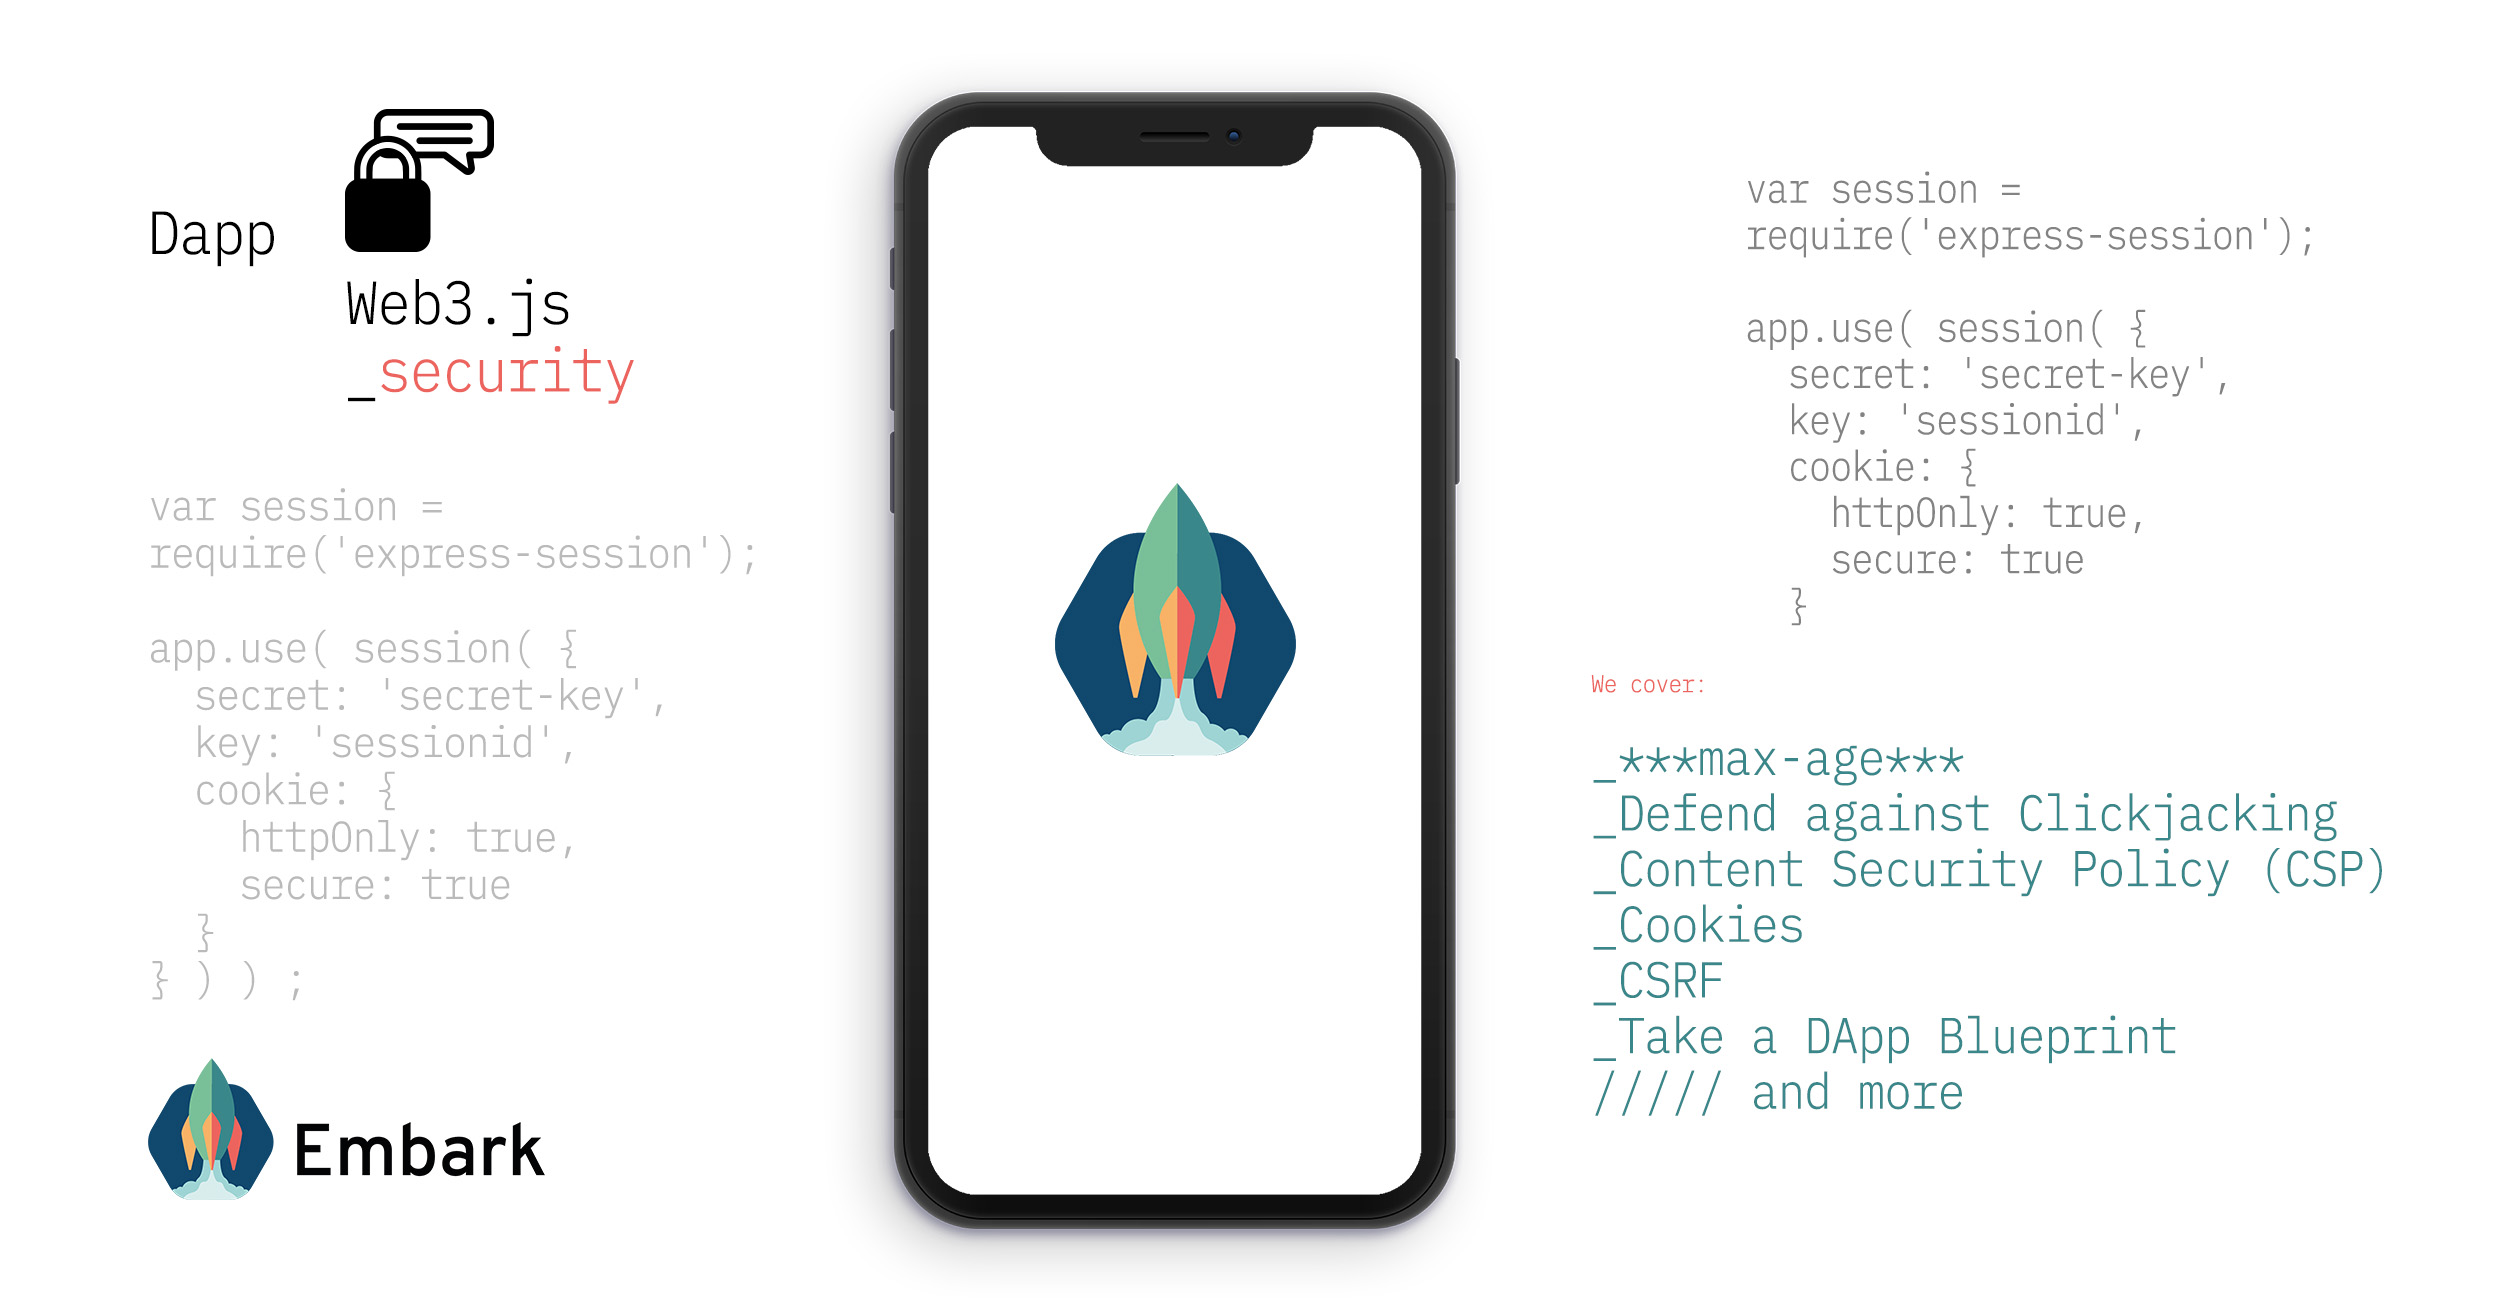 Dapp
Web3.js
_security
var session =
require('express-session');
app.use( session( {
secret: 'secret-key',
key: 'sessionid',
cookie: {
httpOnly: true,
secure: true
}
} ) ) ;
Embark
var session =
require('express-session');
app.use( session( {
secret: 'secret-key',
key: 'sessionid',
cookie: {
httpOnly: true,
secure: true
}
We cover:
_***max-age***
_Defend against Clickjacking
_Content Security Policy (CSP)
_Cookies
_CSRF
_Take a DApp Blueprint
////// and more